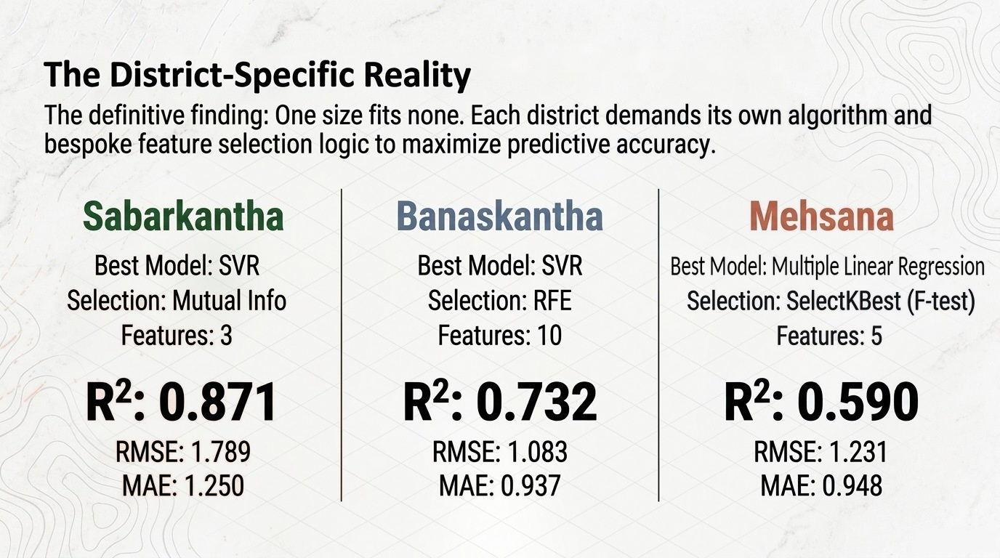 The District-Specific Reality
The definitive finding: One size fits none. Each district demands its own algorithm and
bespoke feature selection logic to maximize predictive accuracy.
Sabarkantha
Best Model: SVR
Selection: Mutual Info
Features: 3
R²: 0.871
RMSE: 1.789
MAE: 1.250
Banaskantha
Best Model: SVR
Selection: RFE
Features: 10
R²: 0.732
RMSE: 1.083
MAE: 0.937
Mehsana
Best Model: Multiple Linear Regression
Selection: SelectKBest (F-test)
Features: 5
R²: 0.590
RMSE: 1.231
MAE: 0.948